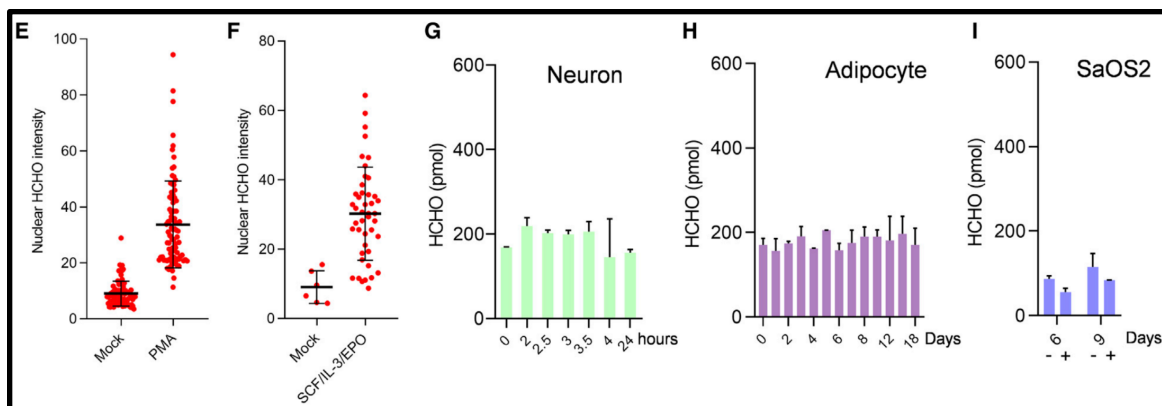 E
Nuclear HCHO intensity
100
80
60
40
20
0
Mock
PMA
F
Nuclear HCHO intensity
80
60
40
20
0
Mock
SCF/IL-3/EPO
G
Neuron
HCHO (pmol)
600
400
200
0
0 2 2.5 3 3.5 4 24 hours
H
Adipocyte
HCHO (pmol)
600
400
200
0
0 2 4 6 8 12 18 Days
I
SaOS2
HCHO (pmol)
600
400
200
0
6 9 Days
- + - +